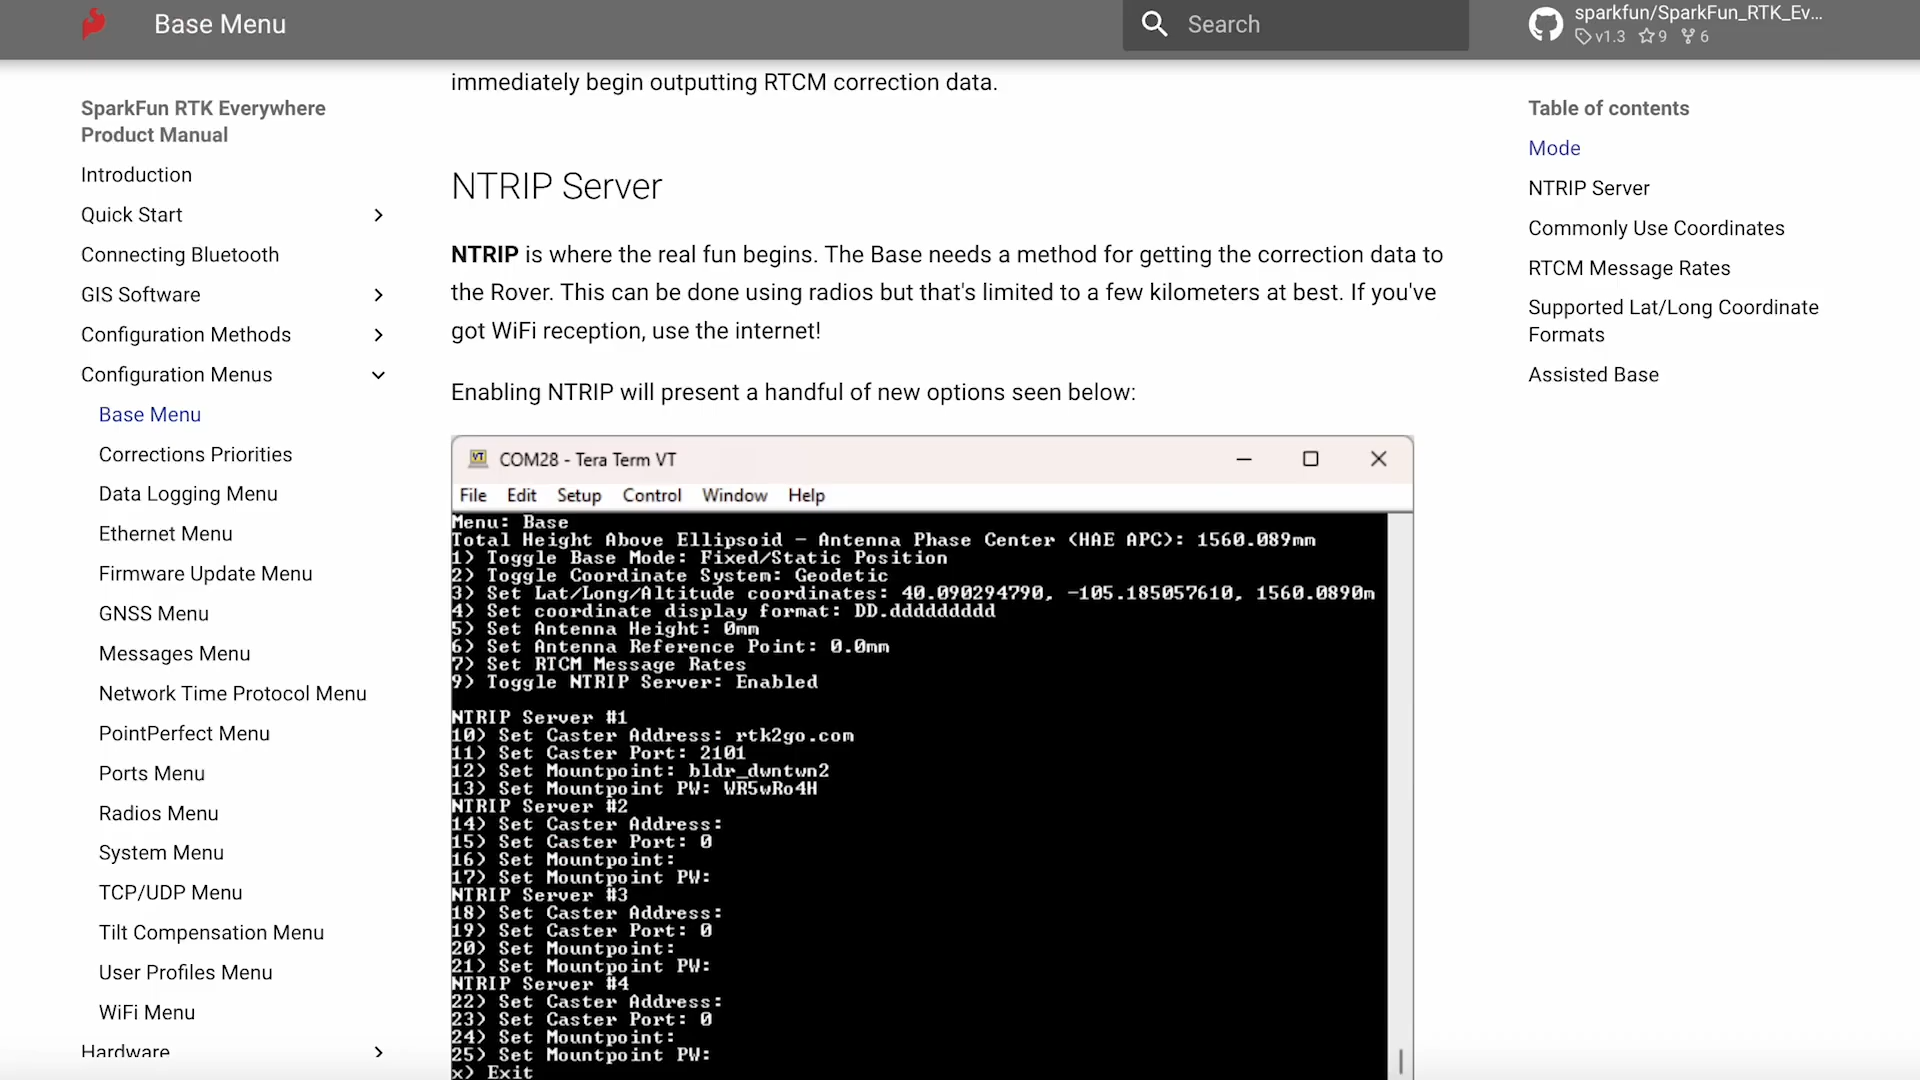 Base Menu
Search
sparkfun/SparkFun_RTK_Ev...
v1.3 9 6
SparkFun RTK Everywhere
Product Manual
Introduction
Quick Start
Connecting Bluetooth
GIS Software
Configuration Methods
Configuration Menus
Base Menu
Corrections Priorities
Data Logging Menu
Ethernet Menu
Firmware Update Menu
GNSS Menu
Messages Menu
Network Time Protocol Menu
PointPerfect Menu
Ports Menu
Radios Menu
System Menu
TCP/UDP Menu
Tilt Compensation Menu
User Profiles Menu
WiFi Menu
Hardware
immediately begin outputting RTCM correction data.
NTRIP Server
NTRIP is where the real fun begins. The Base needs a method for getting the correction data to
the Rover. This can be done using radios but that's limited to a few kilometers at best. If you've
got WiFi reception, use the internet!
Enabling NTRIP will present a handful of new options seen below:
VT COM28 - Tera Term VT
File Edit Setup Control Window Help
Menu: Base
Total Height Above Ellipsoid - Antenna Phase Center (HAE APC): 1560.089mm
1) Toggle Base Mode: Fixed/Static Position
2) Toggle Coordinate System: Geodetic
3) Set Lat/Long/Altitude coordinates: 40.090294790, -105.185057610, 1560.0890m
4) Set coordinate display format: DD.ddddddddd
5) Set Antenna Height: 0mm
6) Set Antenna Reference Point: 0.0mm
7) Set RTCM Message Rates
9) Toggle NTRIP Server: Enabled
NTRIP Server #1
10) Set Caster Address: rtk2go.com
11) Set Caster Port: 2101
12) Set Mountpoint: bldr_dwntwn2
13) Set Mountpoint PW: WR5wRo4H
NTRIP Server #2
14) Set Caster Address:
15) Set Caster Port: 0
16) Set Mountpoint:
17) Set Mountpoint PW:
NTRIP Server #3
18) Set Caster Address:
19) Set Caster Port: 0
20) Set Mountpoint:
21) Set Mountpoint PW:
NTRIP Server #4
22) Set Caster Address:
23) Set Caster Port: 0
24) Set Mountpoint:
25) Set Mountpoint PW:
x) Exit
Table of contents
Mode
NTRIP Server
Commonly Use Coordinates
RTCM Message Rates
Supported Lat/Long Coordinate
Formats
Assisted Base